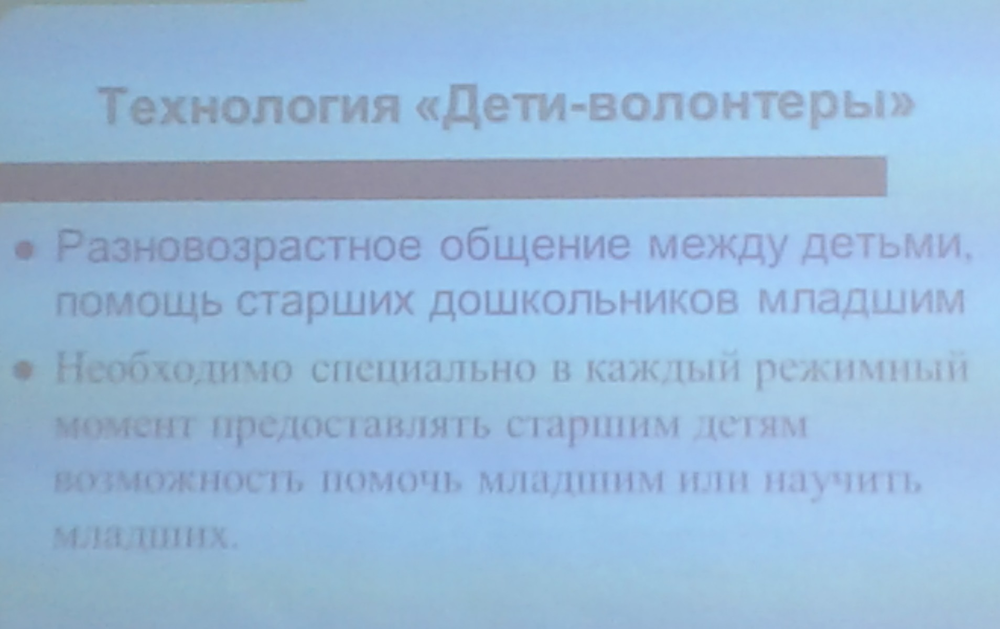 Технология «Дети-волонтеры»
• Разновозрастное общение между детьми,
помощь старших дошкольников младшим
• Необходимо специально в каждый режимный
момент предоставлять старшим детям
возможность помочь младшим или научить
младших.